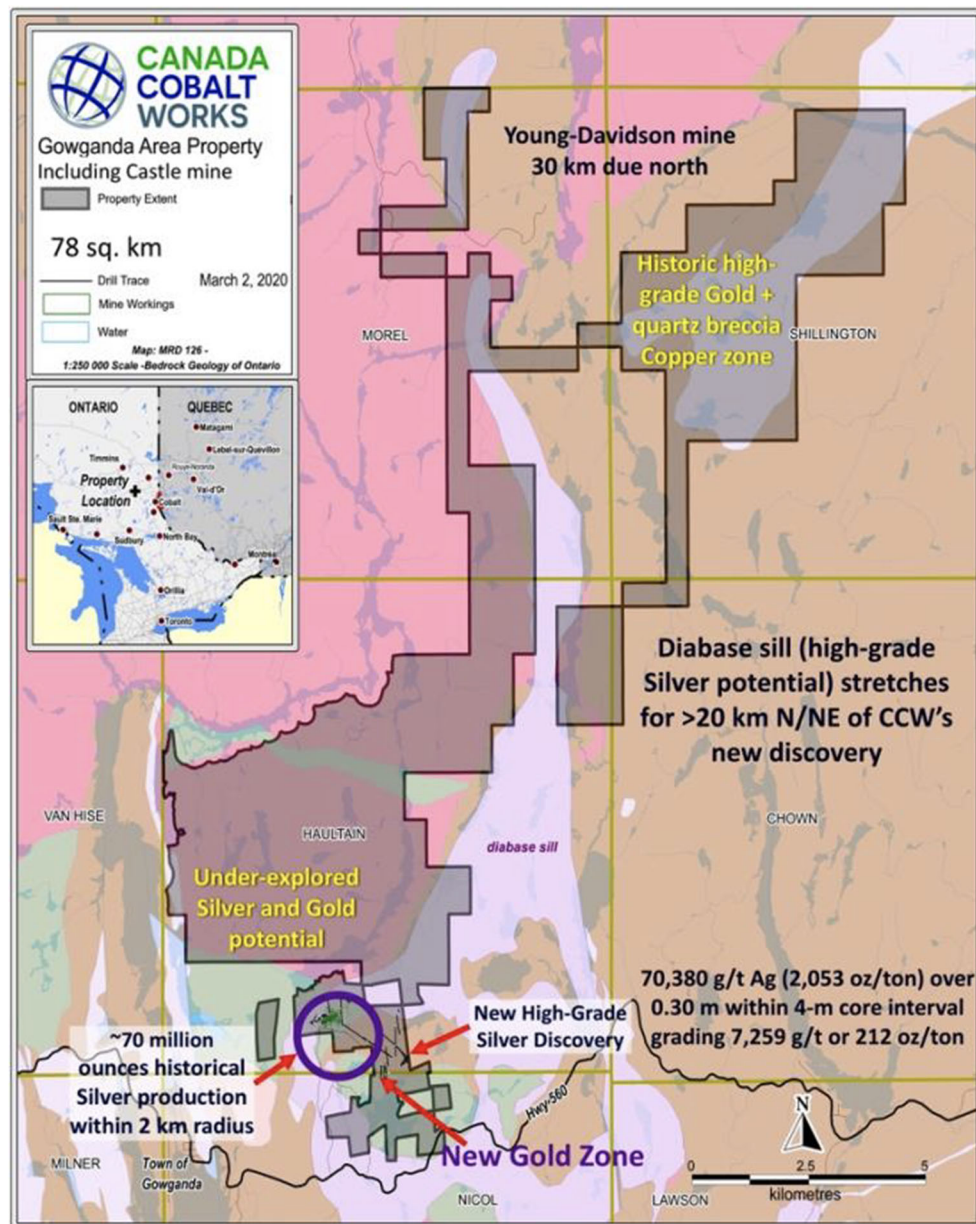 CANADA
COBALT
WORKS
Gowganda Area Property
Including Castle mine
Property Extent
78 sq. km
Drill Trace
March 2, 2020
Mine Workings
Water
Map: MRD 126 -
1:250 000 Scale -Bedrock Geology of Ontario
ONTARIO
QUEBEC
Matagami
Lebel-sur-Quevillon
Timmins
Rouyn-Noranda
Val-d'Or
Property
Location
Cobalt
Sault Ste. Marie
Sudbury
North Bay
Montreal
Orillia
Toronto
Young-Davidson mine
30 km due north
Historic high-
grade Gold +
quartz breccia
Copper zone
MOREL
SHILLINGTON
Diabase sill (high-grade
Silver potential) stretches
for >20 km N/NE of CCW's
new discovery
VAN HISE
HAULTAIN
CHOWN
diabase sill
Under-explored
Silver and Gold
potential
70,380 g/t Ag (2,053 oz/ton) over
0.30 m within 4-m core interval
grading 7,259 g/t or 212 oz/ton
New High-Grade
Silver Discovery
~70 million
ounces historical
Silver production
within 2 km radius
Hwy-560
New Gold Zone
MILNER
Town of
Gowganda
NICOL
LAWSON
N
0 2.5 5
kilometres